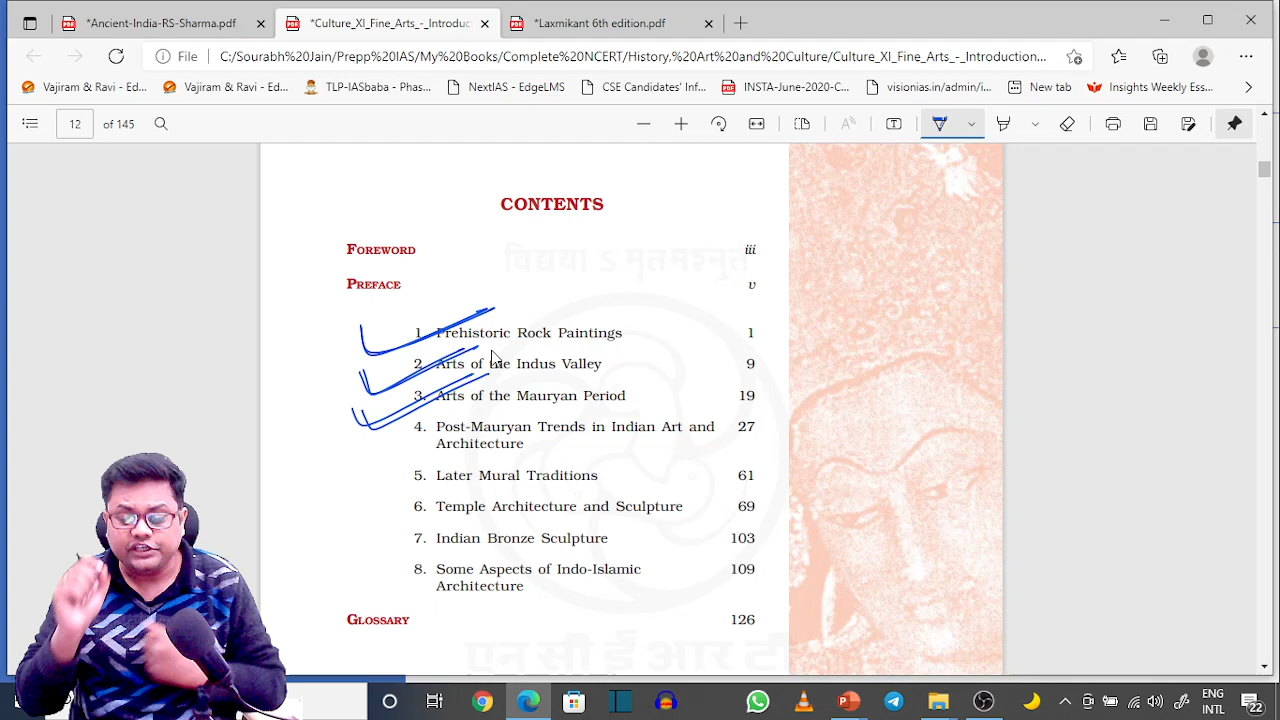 *Ancient-India-RS-Sharma.pdf
*Culture_XI_Fine_Arts_-_Introduc
*Laxmikant 6th edition.pdf
File
C:/Sourabh%20Jain/Prepp%20IAS/My%20Books/Complete%20NCERT/History,%20Art%20and%20Culture/Culture_XI_Fine_Arts_-_Introduction...
Vajiram & Ravi - Ed...
Vajiram & Ravi - Ed...
TLP-IASbaba - Phas...
NextIAS - EdgeLMS
CSE Candidates' Inf...
INSTA-June-2020-C...
visionias.in/admin/i...
New tab
Insights Weekly Ess...
12 of 145
CONTENTS
FOREWORD iii
विद्यया ऽ मृतमश्नुते
PREFACE v
1. Prehistoric Rock Paintings 1
2. Arts of the Indus Valley 9
3. Arts of the Mauryan Period 19
4. Post-Mauryan Trends in Indian Art and 27
Architecture
5. Later Mural Traditions 61
6. Temple Architecture and Sculpture 69
7. Indian Bronze Sculpture 103
8. Some Aspects of Indo-Islamic 109
Architecture
GLOSSARY 126
एन सी ई आर टी
ENG
INTL
22